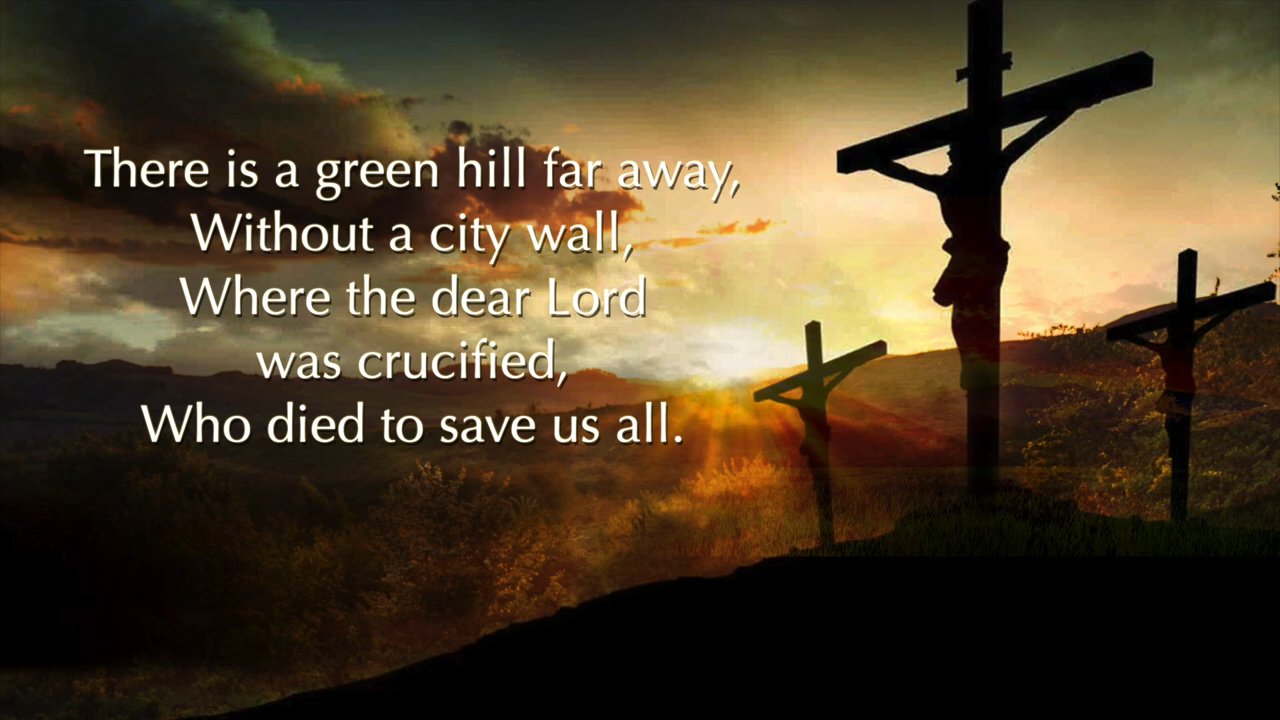 There is a green hill far away,
Without a city wall,
Where the dear Lord
was crucified,
Who died to save us all.